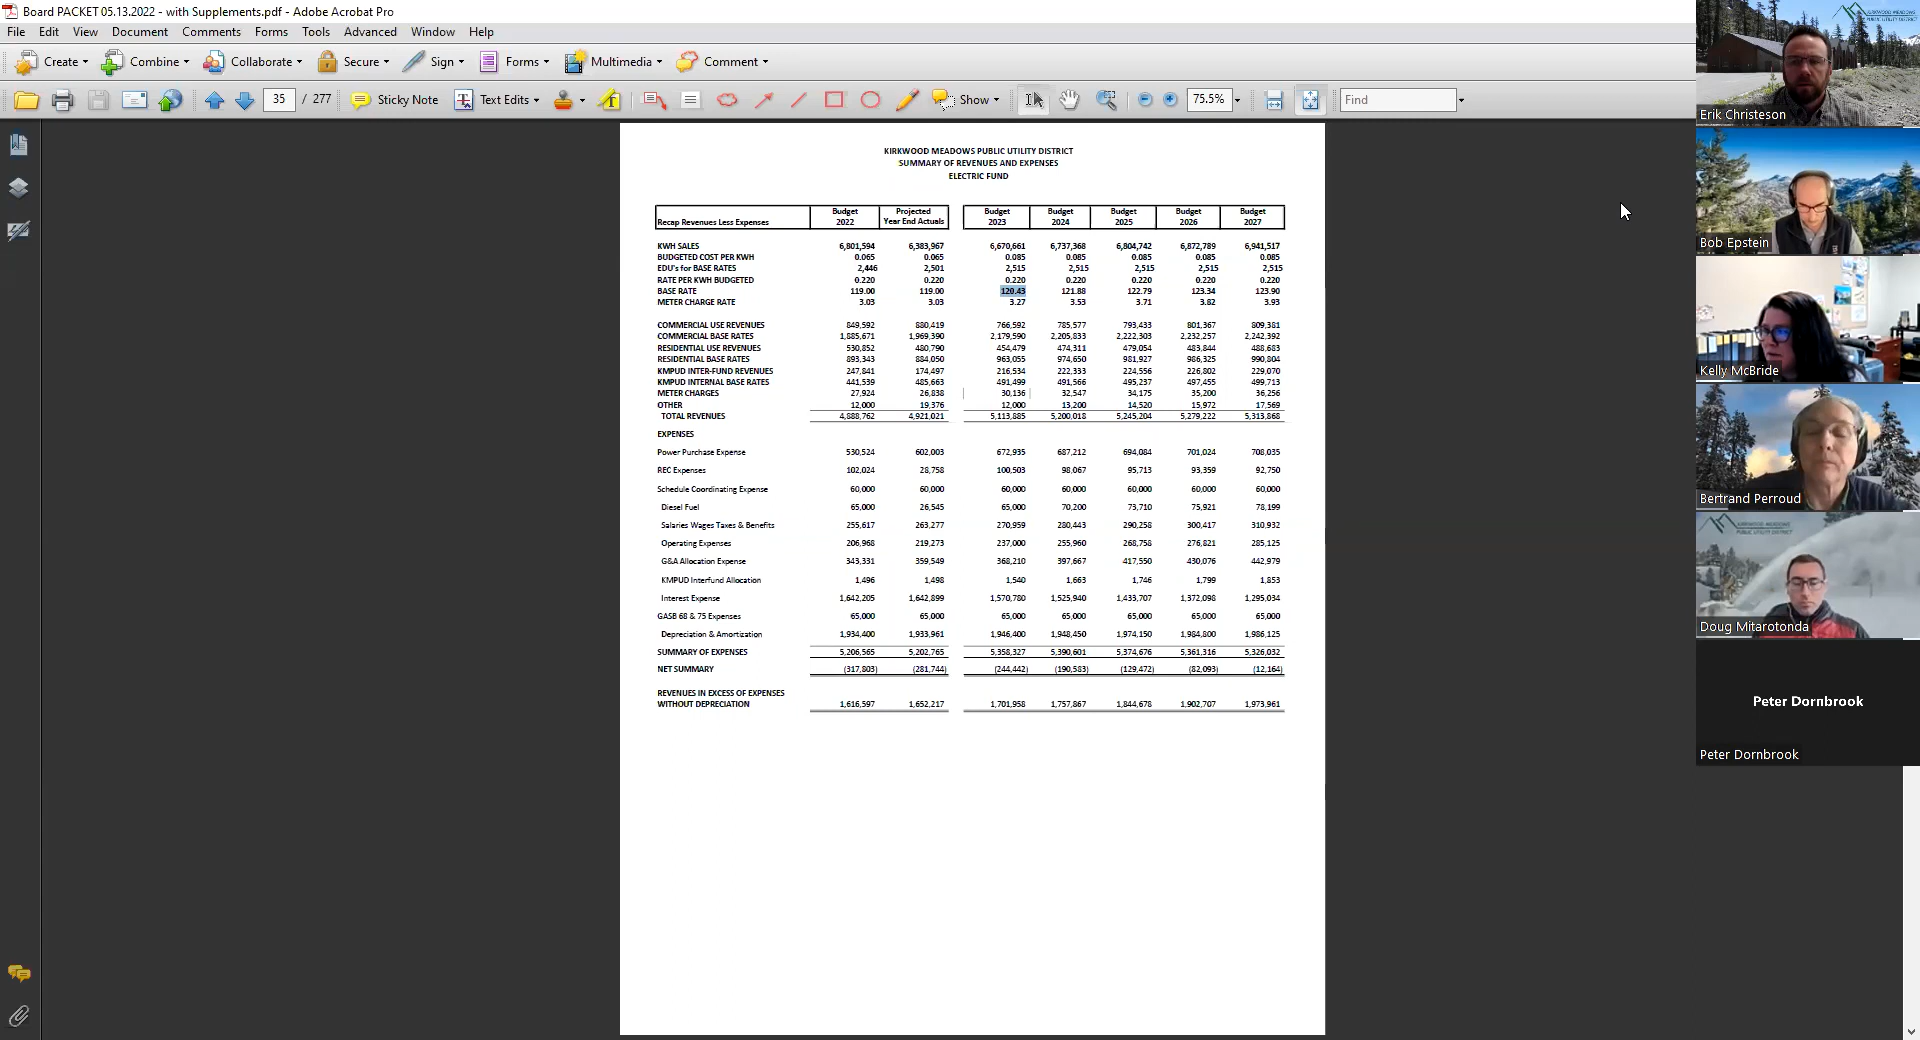 Board PACKET 05.13.2022 - with Supplements.pdf - Adobe Acrobat Pro
File Edit View Document Comments Forms Tools Advanced Window Help
Create Combine Collaborate Secure Sign Forms Multimedia Comment
35 / 277 Sticky Note Text Edits Show 75.5% Find
KIRKWOOD MEADOWS PUBLIC UTILITY DISTRICT
SUMMARY OF REVENUES AND EXPENSES
ELECTRIC FUND
Budget Projected Budget Budget Budget Budget Budget
Recap Revenues Less Expenses 2022 Year End Actuals 2023 2024 2025 2026 2027
KWH SALES 6,801,594 6,383,967 6,670,661 6,737,368 6,804,742 6,872,789 6,941,517
BUDGETED COST PER KWH 0.065 0.065 0.085 0.085 0.085 0.085 0.085
EDU's for BASE RATES 2,446 2,501 2,515 2,515 2,515 2,515 2,515
RATE PER KWH BUDGETED 0.220 0.220 0.220 0.220 0.220 0.220 0.220
BASE RATE 119.00 119.00 120.43 121.88 122.79 123.34 123.90
METER CHARGE RATE 3.03 3.03 3.27 3.53 3.71 3.82 3.93
COMMERCIAL USE REVENUES 849,592 880,419 766,592 785,577 793,433 801,367 809,381
COMMERCIAL BASE RATES 1,885,671 1,969,390 2,179,590 2,205,833 2,222,303 2,232,257 2,242,392
RESIDENTIAL USE REVENUES 530,852 480,790 454,479 474,311 479,054 483,844 488,683
RESIDENTIAL BASE RATES 893,343 884,050 963,055 974,650 981,927 986,325 990,804
KMPUD INTER-FUND REVENUES 247,841 174,497 216,534 222,333 224,556 226,802 229,070
KMPUD INTERNAL BASE RATES 441,539 485,663 491,499 491,566 495,237 497,455 499,713
METER CHARGES 27,924 26,838 30,136 32,547 34,175 35,200 36,256
OTHER 12,000 19,376 12,000 13,200 14,520 15,972 17,569
TOTAL REVENUES 4,888,762 4,921,021 5,113,885 5,200,018 5,245,204 5,279,222 5,313,868
EXPENSES
Power Purchase Expense 530,524 602,003 672,935 687,212 694,084 701,024 708,035
REC Expenses 102,024 28,758 100,503 98,067 95,713 93,359 92,750
Schedule Coordinating Expense 60,000 60,000 60,000 60,000 60,000 60,000 60,000
Diesel Fuel 65,000 26,545 65,000 70,200 73,710 75,921 78,199
Salaries Wages Taxes & Benefits 255,617 263,277 270,959 280,443 290,258 300,417 310,932
Operating Expenses 206,968 219,273 237,000 255,960 268,758 276,821 285,125
G&A Allocation Expense 343,331 359,549 368,210 397,667 417,550 430,076 442,979
KMPUD Interfund Allocation 1,496 1,498 1,540 1,663 1,746 1,799 1,853
Interest Expense 1,642,205 1,642,899 1,570,780 1,525,940 1,433,707 1,372,098 1,295,034
GASB 68 & 75 Expenses 65,000 65,000 65,000 65,000 65,000 65,000 65,000
Depreciation & Amortization 1,934,400 1,933,961 1,946,400 1,948,450 1,974,150 1,984,800 1,986,125
SUMMARY OF EXPENSES 5,206,565 5,202,765 5,358,327 5,390,601 5,374,676 5,361,316 5,326,032
NET SUMMARY (317,803) (281,744) (244,442) (190,583) (129,472) (82,093) (12,164)
REVENUES IN EXCESS OF EXPENSES
WITHOUT DEPRECIATION 1,616,597 1,652,217 1,701,958 1,757,867 1,844,678 1,902,707 1,973,961
KIRKWOOD MEADOWS
PUBLIC UTILITY DISTRICT
Erik Christeson
Bob Epstein
Kelly McBride
Bertrand Perroud
KIRKWOOD MEADOWS
PUBLIC UTILITY DISTRICT
Doug Mitarotonda
Peter Dornbrook
Peter Dornbrook